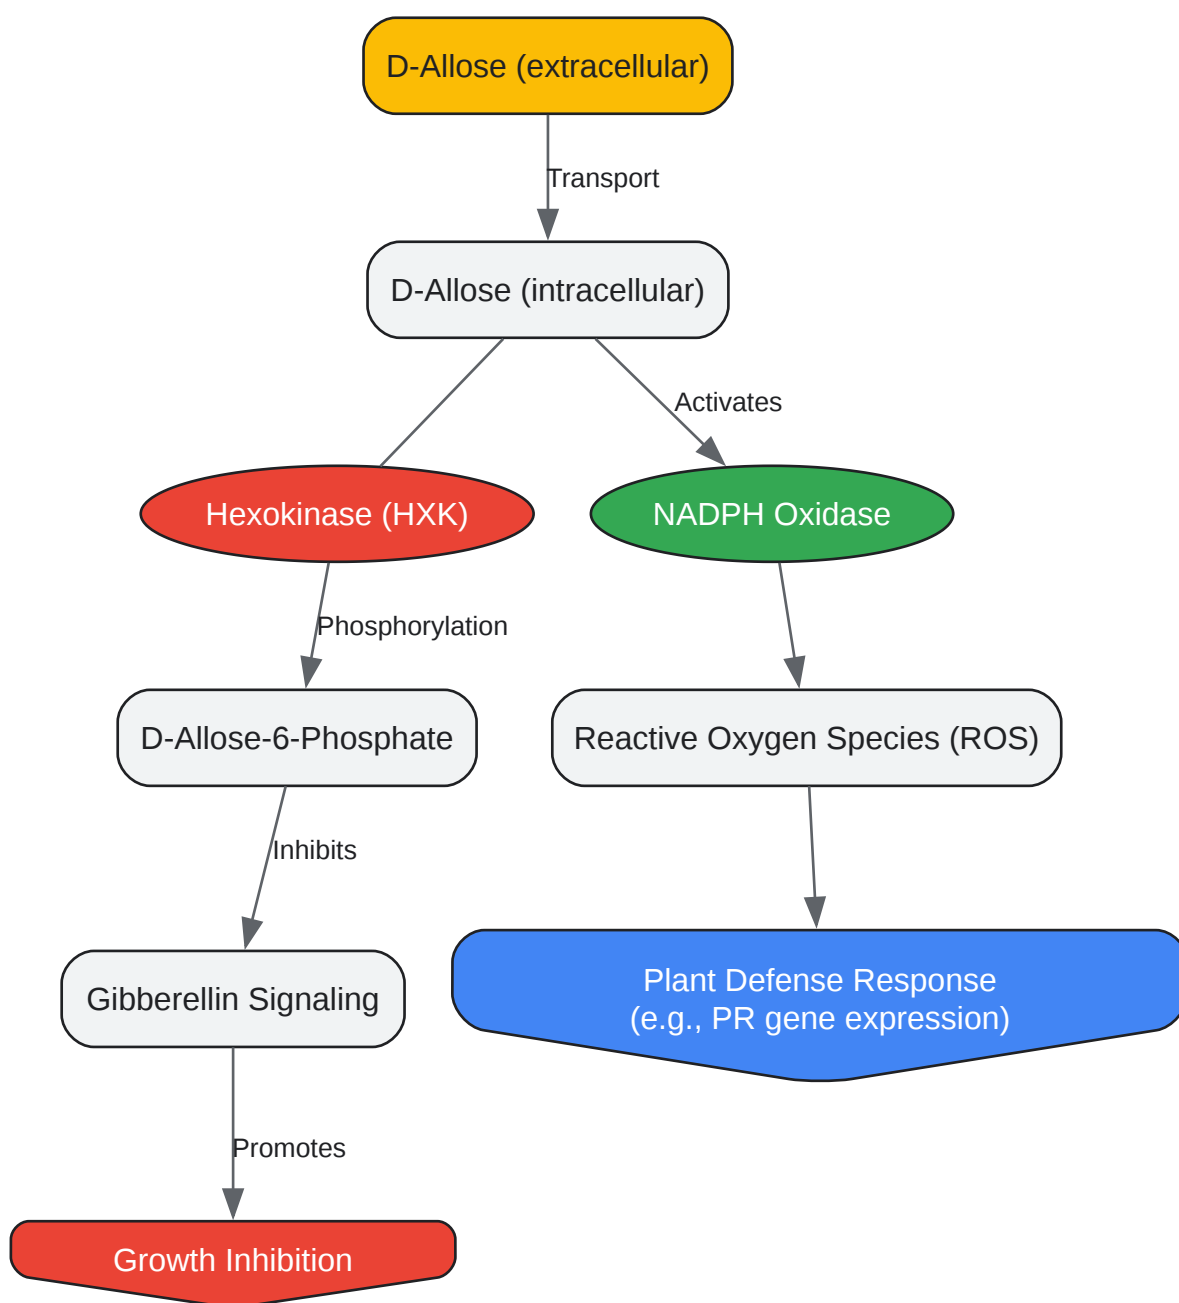 D-Allose (extracellular)
Transport
D-Allose (intracellular)
Activates
Hexokinase (HXK)
NADPH Oxidase
Phosphorylation
D-Allose-6-Phosphate
Reactive Oxygen Species (ROS)
Inhibits
Gibberellin Signaling
Plant Defense Response
(e.g., PR gene expression)
Promotes
Growth Inhibition